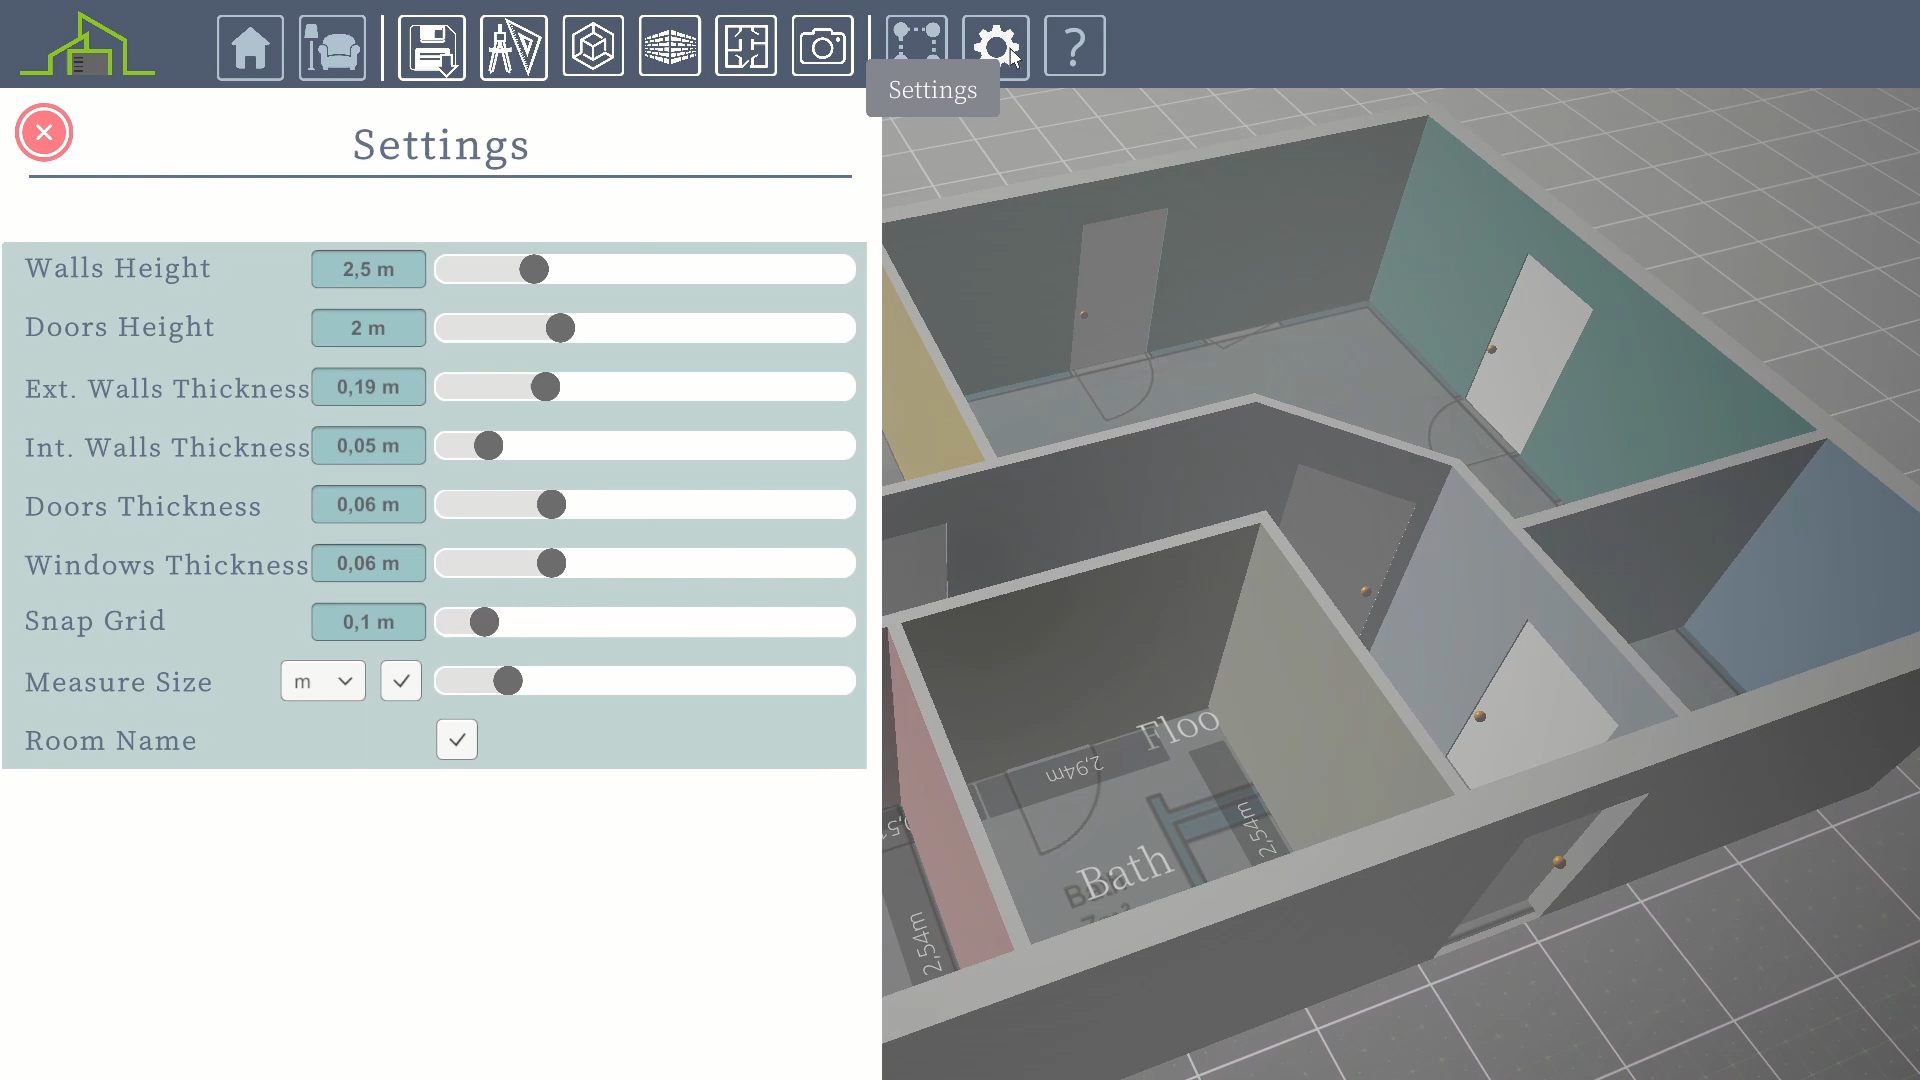 ?
Settings
Settings
Walls Height
2,5 m
Doors Height
2 m
Ext. Walls Thickness
0,19 m
Int. Walls Thickness
0,05 m
Doors Thickness
0,06 m
Windows Thickness
0,06 m
Snap Grid
0,1 m
Measure Size
m
Room Name
Floo
2,94m
2,54m
Bath
2,54m